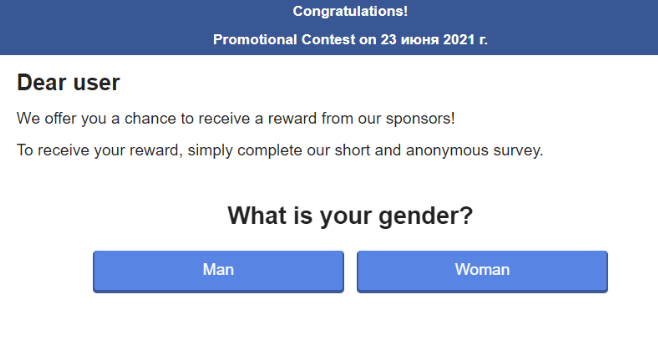 Congratulations!
Promotional Contest on 23 июня 2021 г.
Dear user
We offer you a chance to receive a reward from our sponsors!
To receive your reward, simply complete our short and anonymous survey.
What is your gender?
Man
Woman